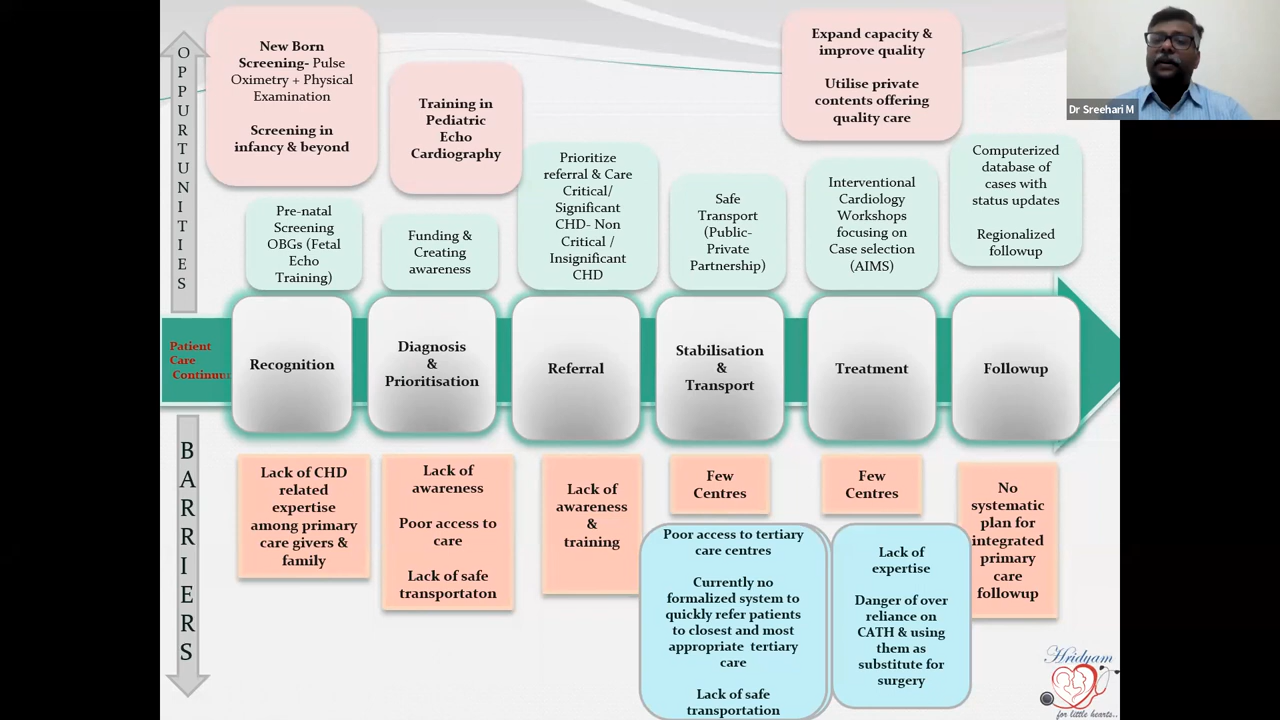 OPPURTUNITIES
New Born
Screening- Pulse
Oximetry + Physical
Examination
Screening in
infancy & beyond
Training in
Pediatric
Echo
Cardiography
Expand capacity &
improve quality
Utilise private
contents offering
quality care
Dr Sreehari M
Pre-natal
Screening
OBGs (Fetal
Echo
Training)
Funding &
Creating
awareness
Prioritize
referral & Care
Critical/
Significant
CHD- Non
Critical /
Insignificant
CHD
Safe
Transport
(Public-
Private
Partnership)
Interventional
Cardiology
Workshops
focusing on
Case selection
(AIMS)
Computerized
database of
cases with
status updates
Regionalized
followup
Patient
Care
Continuu
Recognition
Diagnosis
&
Prioritisation
Referral
Stabilisation
&
Transport
Treatment
Followup
BARRIERS
Lack of CHD
related
expertise
among primary
care givers &
family
Lack of
awareness
Poor access to
care
Lack of safe
transportaton
Lack of
awareness
&
training
Few
Centres
Poor access to tertiary
care centres
Currently no
formalized system to
quickly refer patients
to closest and most
appropriate tertiary
care
Lack of safe
transportation
Few
Centres
Lack of
expertise
Danger of over
reliance on
CATH & using
them as
substitute for
surgery
No
systematic
plan for
integrated
primary
care
followup
Hridyam
for little hearts..